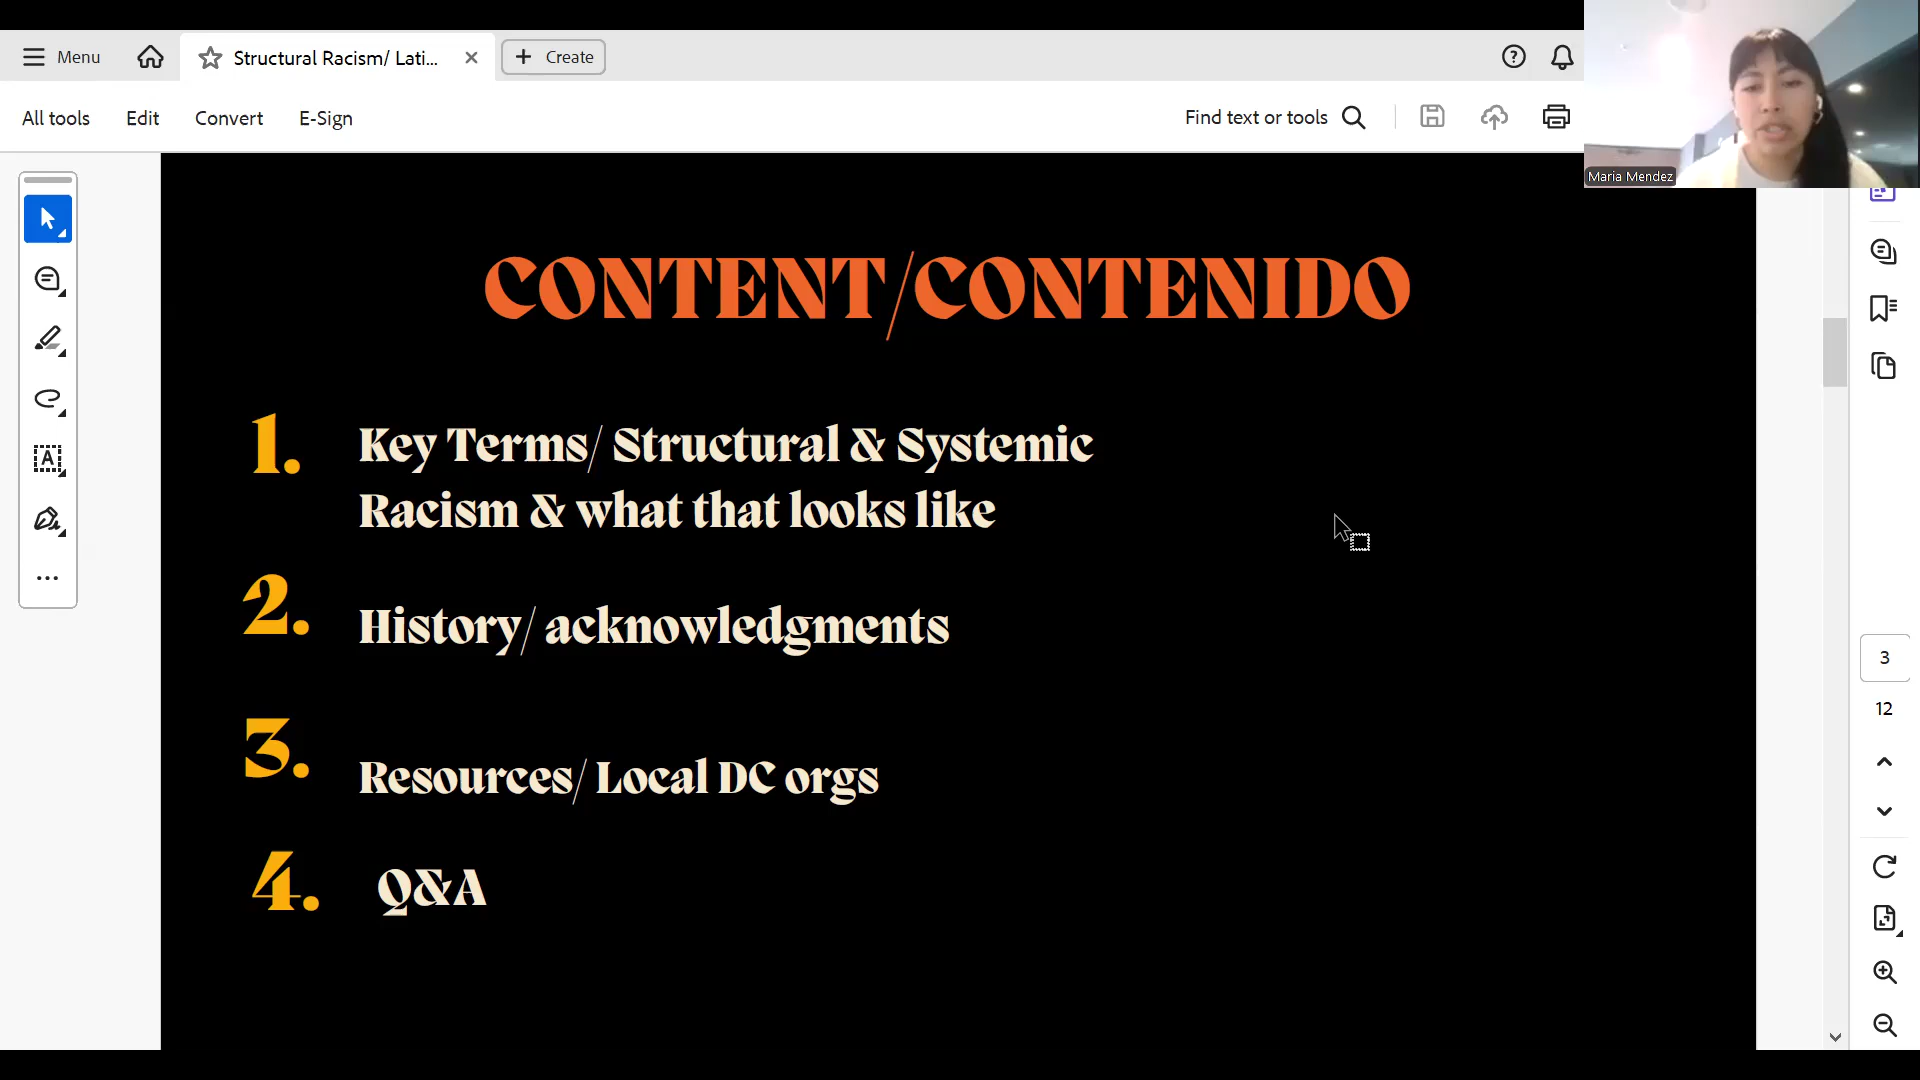 Menu
Structural Racism/ Lati...
Create
All tools
Edit
Convert
E-Sign
Find text or tools
Maria Mendez
CONTENT/CONTENIDO
1. Key Terms/ Structural & Systemic
Racism & what that looks like
2. History/ acknowledgments
3. Resources/ Local DC orgs
4. Q&A
3
12